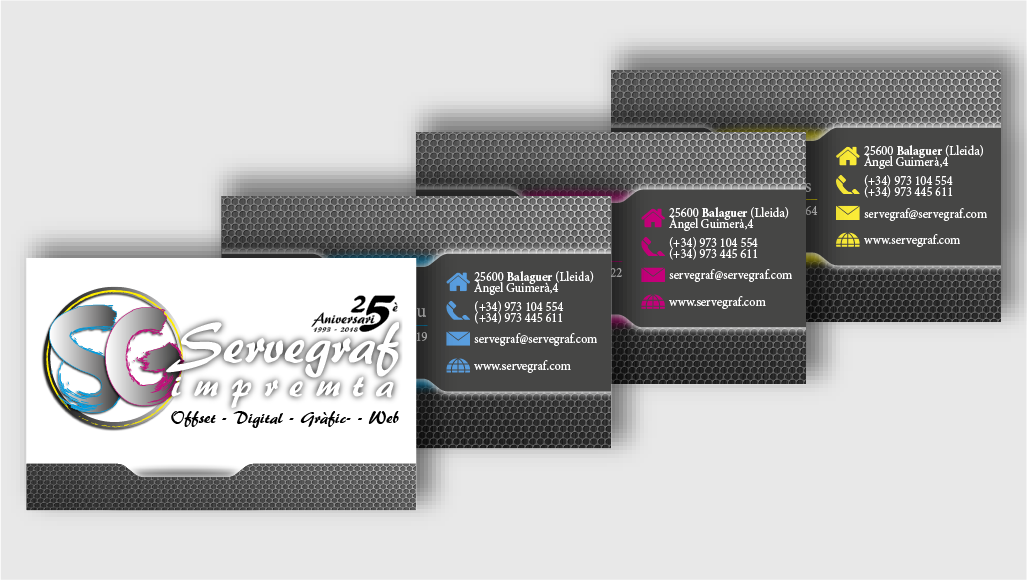 25è
Aniversari
1993 - 2018
SG
Servegraf
impremta
Offset - Digital - Gràfic- - Web
u
19
25600 Balaguer (Lleida)
Àngel Guimerà,4
(+34) 973 104 554
(+34) 973 445 611
servegraf@servegraf.com
www.servegraf.com
22
25600 Balaguer (Lleida)
Àngel Guimerà,4
(+34) 973 104 554
(+34) 973 445 611
servegraf@servegraf.com
www.servegraf.com
s
64
25600 Balaguer (Lleida)
Àngel Guimerà,4
(+34) 973 104 554
(+34) 973 445 611
servegraf@servegraf.com
www.servegraf.com